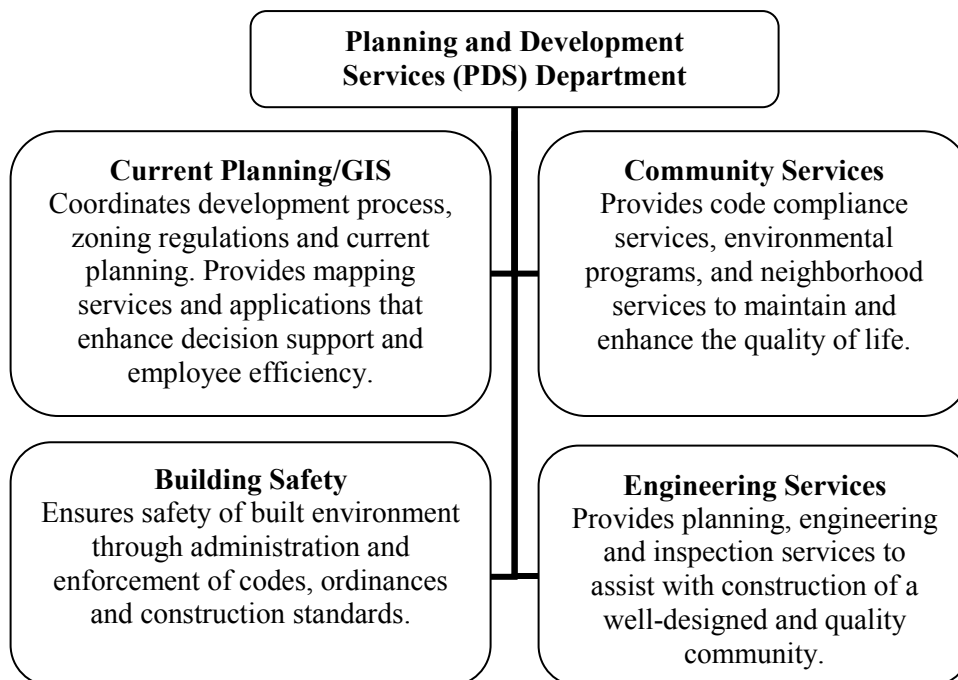 Planning and Development
Services (PDS) Department
Current Planning/GIS
Coordinates development process,
zoning regulations and current
planning. Provides mapping
services and applications that
enhance decision support and
employee efficiency.
Community Services
Provides code compliance
services, environmental
programs, and neighborhood
services to maintain and
enhance the quality of life.
Building Safety
Ensures safety of built environment
through administration and
enforcement of codes, ordinances
and construction standards.
Engineering Services
Provides planning, engineering
and inspection services to
assist with construction of a
well-designed and quality
community.